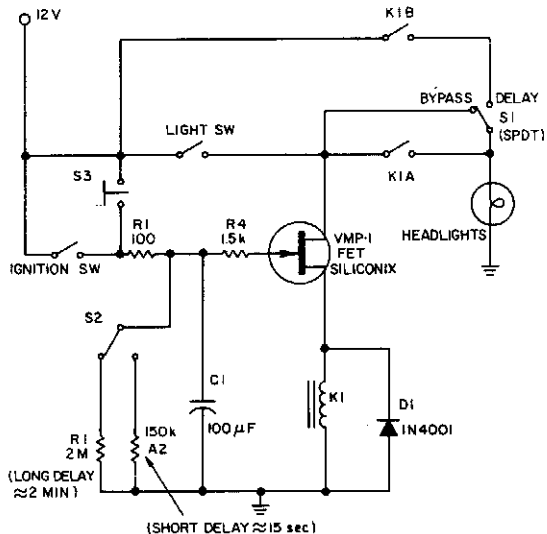 12V
K1B
BYPASS
DELAY
S1
(SPDT)
LIGHT SW
K1A
S3
R1
100
R4
1.5k
VMP-1
FET
SILICONIX
HEADLIGHTS
IGNITION SW
S2
C1
100µF
K1
D1
1N4001
R1
2M
150k
A2
(LONG DELAY
≈2 MIN)
(SHORT DELAY≈15 sec)